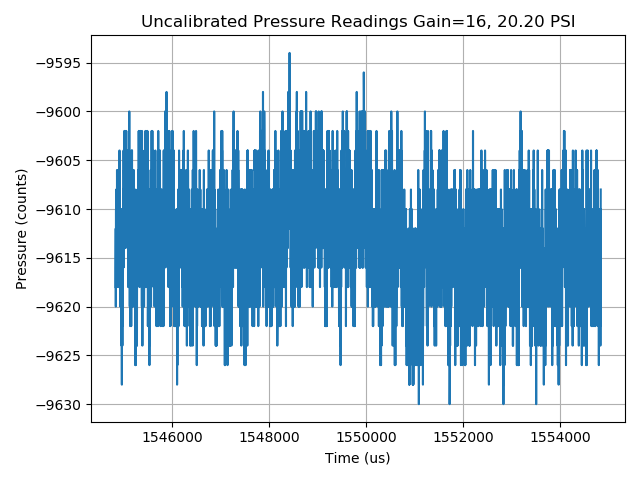 Uncalibrated Pressure Readings Gain=16, 20.20 PSI
Pressure (counts)
−9595
−9600
−9605
−9610
−9615
−9620
−9625
−9630
1546000 1548000 1550000 1552000 1554000
Time (us)